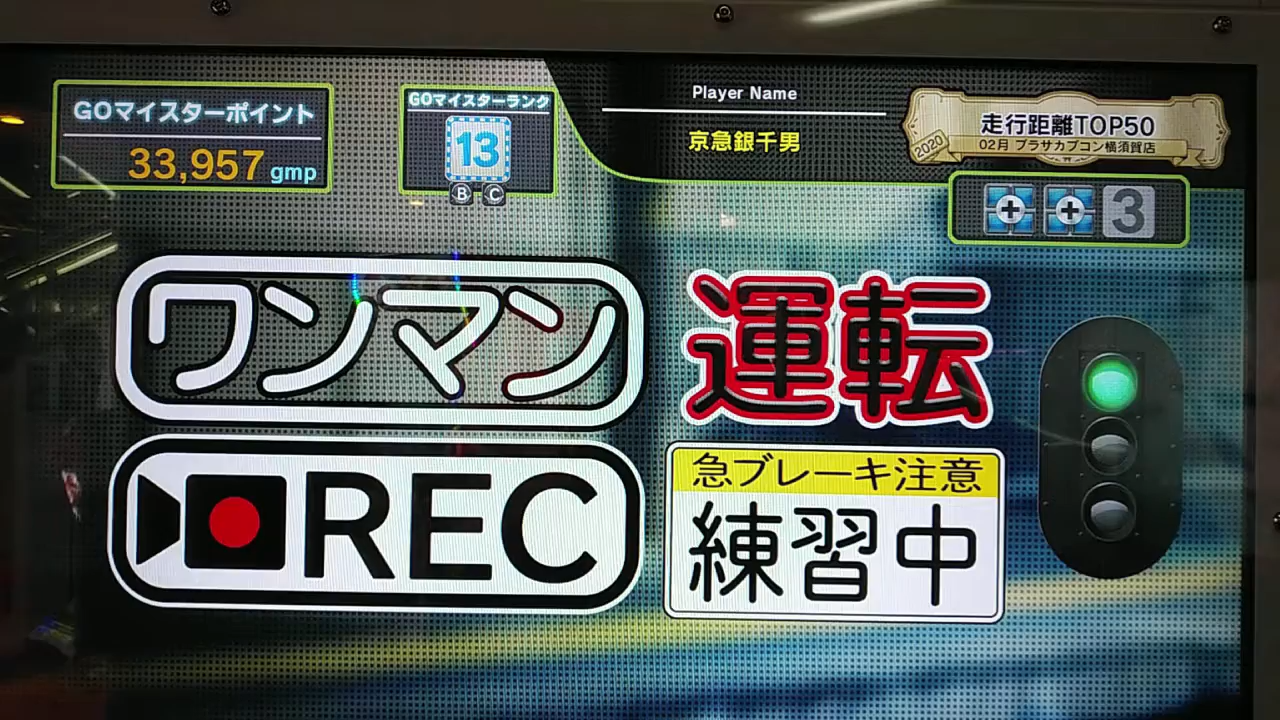 GOマイスターポイント
33,957 gmp
GOマイスターランク
13
B C
Player Name
京急銀千男
走行距離TOP50
2020
02月 プラサカプコン横須賀店
3
ワンマン
運転
REC
急ブレーキ注意
練習中